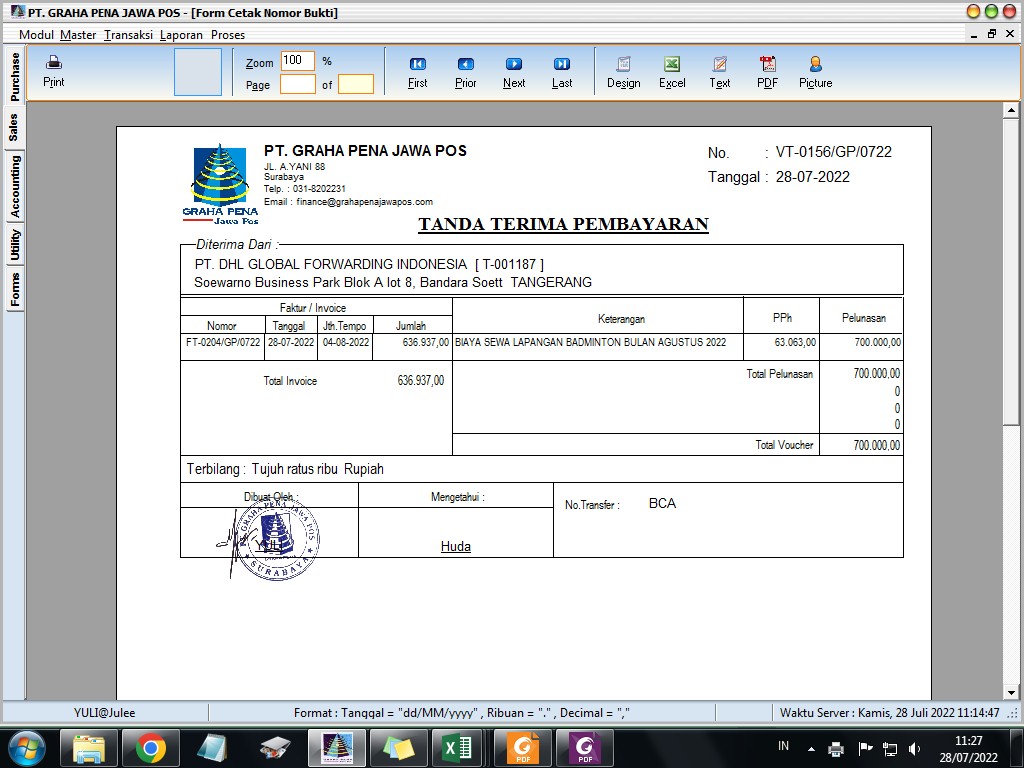 PT. GRAHA PENA JAWA POS - [Form Cetak Nomor Bukti]
Modul Master Transaksi Laporan Proses
Purchase
Sales
Accounting
Utility
Forms
Print
Zoom 100 %
Page of
First Prior Next Last
Design Excel Text PDF Picture
PT. GRAHA PENA JAWA POS
JL. A.YANI 88
Surabaya
Telp. : 031-8202231
Email : finance@grahapenajawapos.com
GRAHA PENA
Jawa Pos
No. : VT-0156/GP/0722
Tanggal : 28-07-2022
TANDA TERIMA PEMBAYARAN
Diterima Dari :
PT. DHL GLOBAL FORWARDING INDONESIA [ T-001187 ]
Soewarno Business Park Blok A lot 8, Bandara Soett TANGERANG
Faktur / Invoice Keterangan PPh Pelunasan
Nomor Tanggal Jth.Tempo Jumlah
FT-0204/GP/0722 28-07-2022 04-08-2022 636.937,00 BIAYA SEWA LAPANGAN BADMINTON BULAN AGUSTUS 2022 63.063,00 700.000,00
Total Invoice 636.937,00 Total Pelunasan 700.000,00
0
0
0
Total Voucher 700.000,00
Terbilang : Tujuh ratus ribu Rupiah
Dibuat Oleh : Mengetahui : No.Transfer : BCA
PT. GRAHA PENA JAWA POS
SURABAYA
YULI
Huda
YULI@Julee Format : Tanggal = "dd/MM/yyyy" , Ribuan = "." , Decimal = "," Waktu Server : Kamis, 28 Juli 2022 11:14:47
IN
PDF
PDF
11:27
28/07/2022